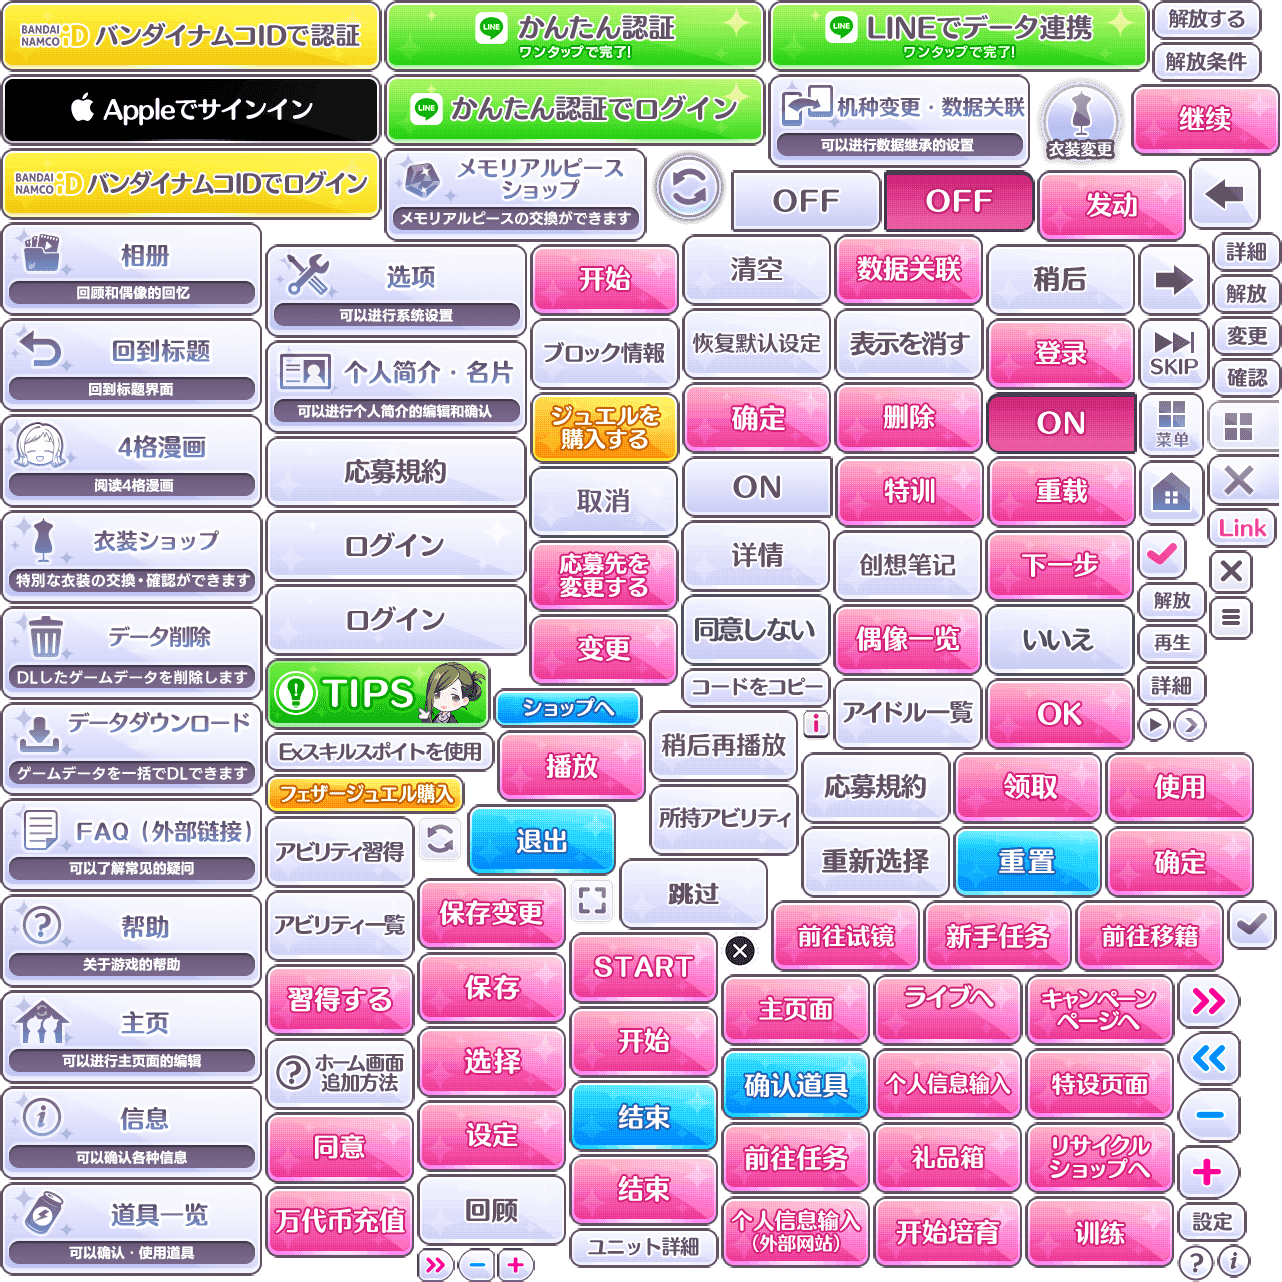 BANDAI NAMCO iD バンダイナムコIDで認証
LINE かんたん認証
ワンタップで完了!
LINE LINEでデータ連携
ワンタップで完了!
解放する
解放条件
Appleでサインイン
LINE かんたん認証でログイン
机种变更・数据关联
可以进行数据继承的设置
衣装変更
继续
BANDAI NAMCO iD バンダイナムコIDでログイン
メモリアルピース
ショップ
メモリアルピースの交換ができます
OFF
OFF
发动
相册
回顾和偶像的回忆
选项
可以进行系统设置
开始
清空
数据关联
稍后
詳細
解放
回到标题
回到标题界面
个人简介・名片
可以进行个人简介的编辑和确认
ブロック情報
恢复默认设定
表示を消す
登录
SKIP
変更
確認
4格漫画
阅读4格漫画
応募規約
ジュエルを
購入する
确定
删除
ON
菜单
取消
ON
特训
重载
Link
衣装ショップ
特別な衣装の交換・確認ができます
ログイン
応募先を
変更する
详情
创想笔记
下一步
解放
データ削除
DLしたゲームデータを削除します
ログイン
变更
同意しない
偶像一览
いいえ
再生
TIPS
ショップへ
コードをコピー
アイドル一覧
OK
詳細
データダウンロード
ゲームデータを一括でDLできます
Exスキルスポイトを使用
播放
稍后再播放
フェザージュエル購入
応募規約
领取
使用
FAQ（外部链接）
可以了解常见的疑问
アビリティ習得
退出
所持アビリティ
重新选择
重置
确定
帮助
关于游戏的帮助
アビリティ一覧
保存变更
跳过
前往试镜
新手任务
前往移籍
習得する
保存
START
主页
可以进行主页面的编辑
ホーム画面
追加方法
选择
开始
主页面
ライブへ
キャンペーン
ページへ
信息
可以确认各种信息
同意
设定
结束
确认道具
个人信息输入
特设页面
道具一览
可以确认・使用道具
万代币充值
回顾
结束
前往任务
礼品箱
リサイクル
ショップへ
ユニット詳細
个人信息输入
（外部网站）
开始培育
训练
設定